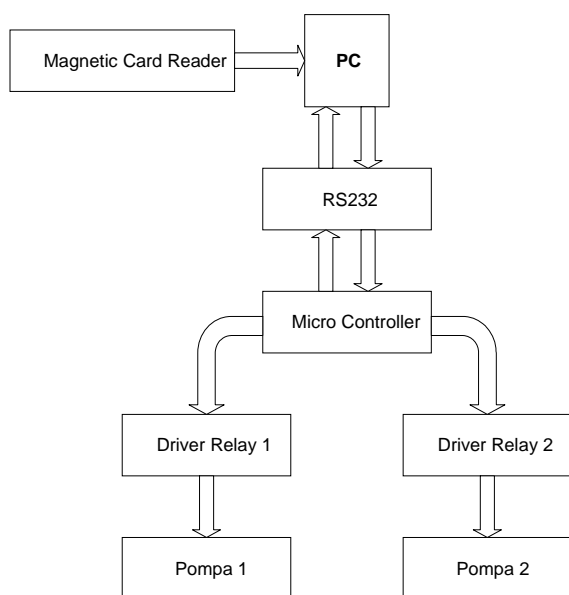 Magnetic Card Reader
PC
RS232
Micro Controller
Driver Relay 1
Driver Relay 2
Pompa 1
Pompa 2